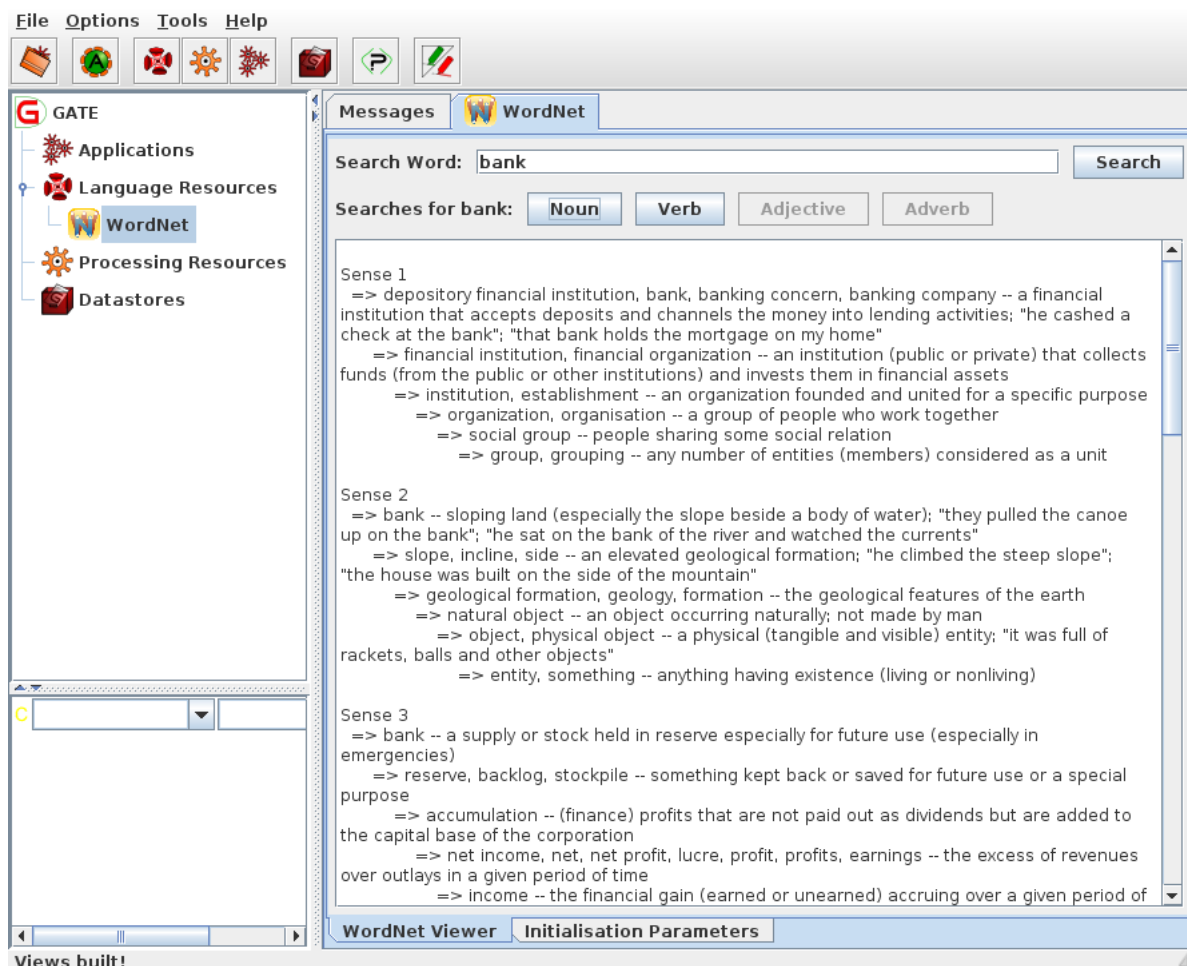 File Options Tools Help
GATE
Applications
Language Resources
WordNet
Processing Resources
Datastores
C
Messages WordNet
Search Word: bank Search
Searches for bank: Noun Verb Adjective Adverb
Sense 1
=> depository financial institution, bank, banking concern, banking company -- a financial
institution that accepts deposits and channels the money into lending activities; "he cashed a
check at the bank"; "that bank holds the mortgage on my home"
=> financial institution, financial organization -- an institution (public or private) that collects
funds (from the public or other institutions) and invests them in financial assets
=> institution, establishment -- an organization founded and united for a specific purpose
=> organization, organisation -- a group of people who work together
=> social group -- people sharing some social relation
=> group, grouping -- any number of entities (members) considered as a unit
Sense 2
=> bank -- sloping land (especially the slope beside a body of water); "they pulled the canoe
up on the bank"; "he sat on the bank of the river and watched the currents"
=> slope, incline, side -- an elevated geological formation; "he climbed the steep slope";
"the house was built on the side of the mountain"
=> geological formation, geology, formation -- the geological features of the earth
=> natural object -- an object occurring naturally; not made by man
=> object, physical object -- a physical (tangible and visible) entity; "it was full of
rackets, balls and other objects"
=> entity, something -- anything having existence (living or nonliving)
Sense 3
=> bank -- a supply or stock held in reserve especially for future use (especially in
emergencies)
=> reserve, backlog, stockpile -- something kept back or saved for future use or a special
purpose
=> accumulation -- (finance) profits that are not paid out as dividends but are added to
the capital base of the corporation
=> net income, net, net profit, lucre, profit, profits, earnings -- the excess of revenues
over outlays in a given period of time
=> income -- the financial gain (earned or unearned) accruing over a given period of
WordNet Viewer Initialisation Parameters
Views built!